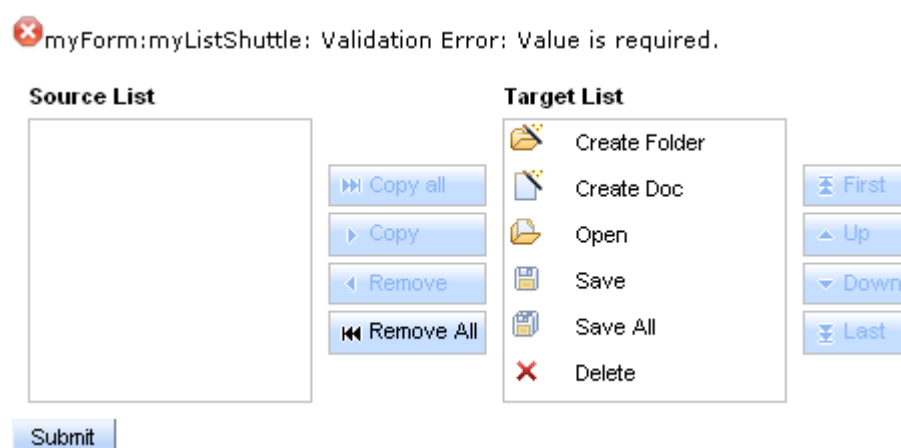 myForm:myListShuttle: Validation Error: Value is required.
Source List
Target List
Copy all
Copy
Remove
Remove All
Create Folder
Create Doc
Open
Save
Save All
Delete
First
Up
Down
Last
Submit